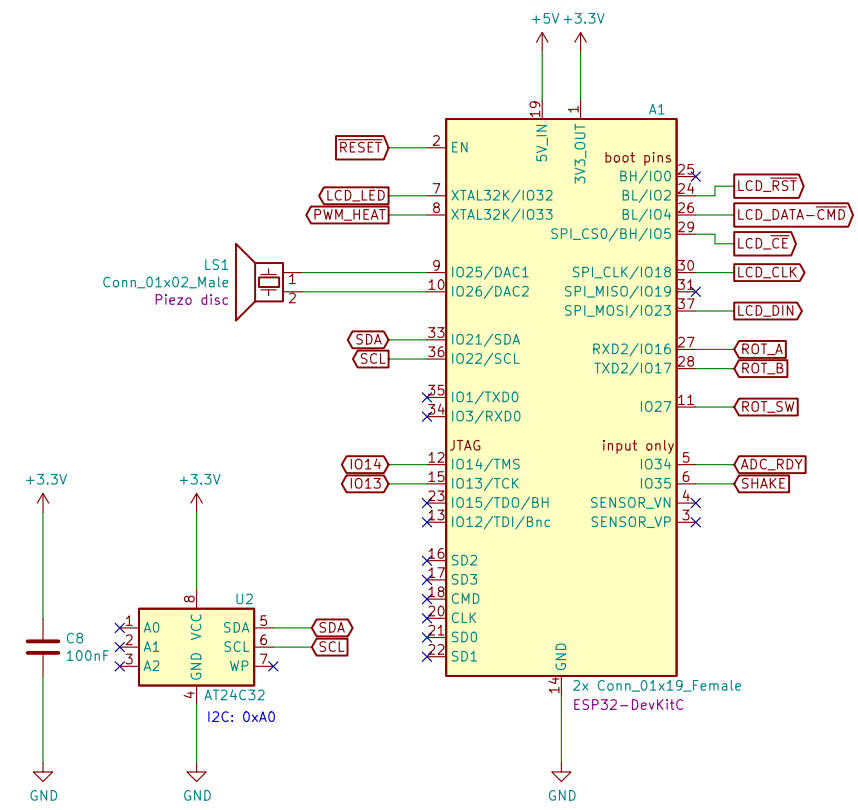 +5V +3.3V
A1
19 1
5V_IN 3V3_OUT
RESET 2 EN
boot pins
BH/IO0 25
BL/IO2 24 LCD_RST
LCD_LED 7 XTAL32K/IO32
PWM_HEAT 8 XTAL32K/IO33
BL/IO4 26 LCD_DATA-CMD
SPI_CS0/BH/IO5 29 LCD_CE
LS1
Conn_01x02_Male
Piezo disc
1
2
9 IO25/DAC1
10 IO26/DAC2
SPI_CLK/IO18 30 LCD_CLK
SPI_MISO/IO19 31
SPI_MOSI/IO23 37 LCD_DIN
SDA 33 IO21/SDA
SCL 36 IO22/SCL
RXD2/IO16 27 ROT_A
TXD2/IO17 28 ROT_B
35 IO1/TXD0
34 IO3/RXD0
IO27 11 ROT_SW
JTAG
input only
IO14 12 IO14/TMS
IO13 15 IO13/TCK
23 IO15/TDO/BH
13 IO12/TDI/Bnc
IO34 5 ADC_RDY
IO35 6 SHAKE
SENSOR_VN 4
SENSOR_VP 3
16 SD2
17 SD3
18 CMD
20 CLK
21 SD0
22 SD1
GND
14
2x Conn_01x19_Female
ESP32-DevKitC
GND
+3.3V
C8
100nF
GND
+3.3V
8
U2
VCC
1 A0
2 A1
3 A2
SDA 5 SDA
SCL 6 SCL
WP 7
GND
4
AT24C32
I2C: 0xA0
GND